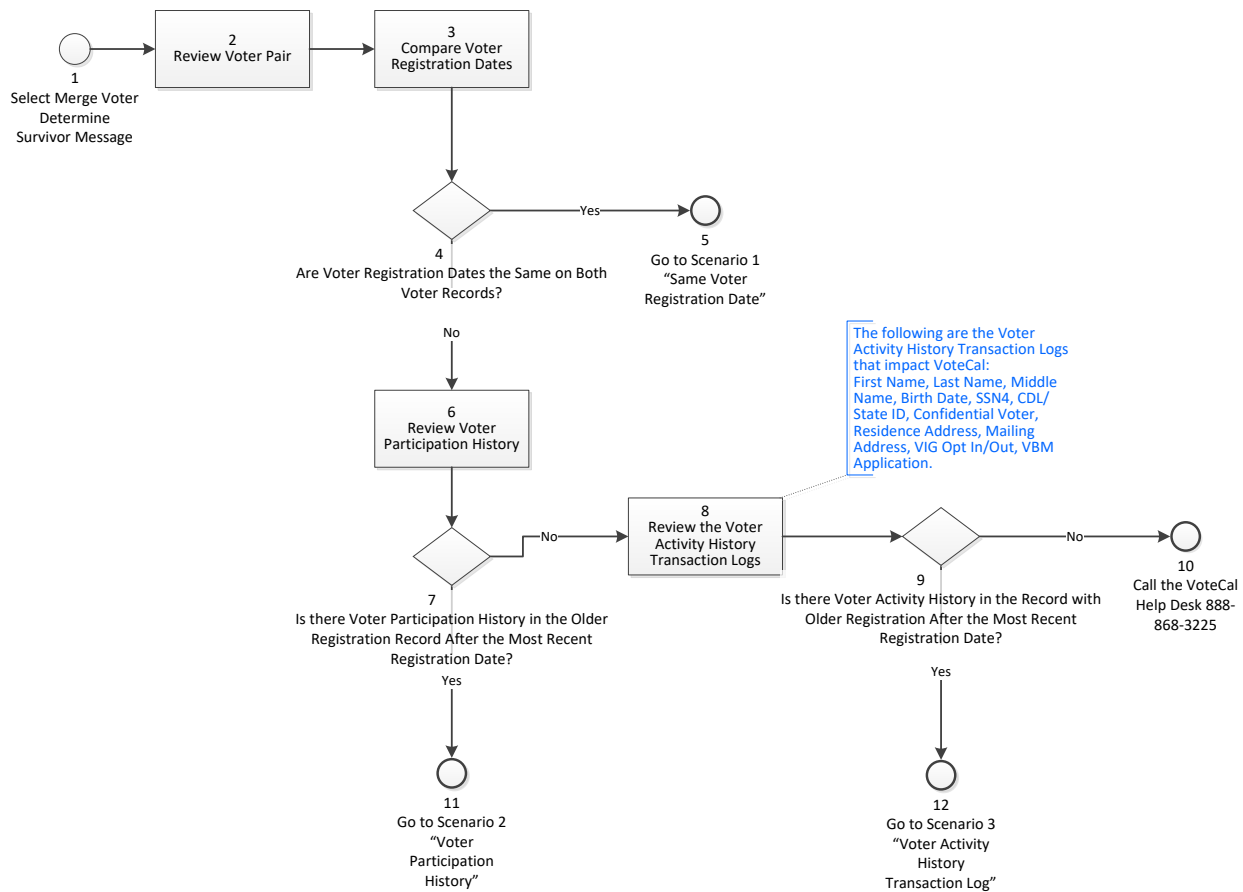 1
Select Merge Voter
Determine
Survivor Message
2
Review Voter Pair
3
Compare Voter
Registration Dates
Yes
4
Are Voter Registration Dates the Same on Both
Voter Records?
5
Go to Scenario 1
“Same Voter
Registration Date”
No
6
Review Voter
Participation History
The following are the Voter
Activity History Transaction Logs
that impact VoteCal:
First Name, Last Name, Middle
Name, Birth Date, SSN4, CDL/
State ID, Confidential Voter,
Residence Address, Mailing
Address, VIG Opt In/Out, VBM
Application.
No
7
Is there Voter Participation History in the Older
Registration Record After the Most Recent
Registration Date?
8
Review the Voter
Activity History
Transaction Logs
No
9
Is there Voter Activity History in the Record with
Older Registration After the Most Recent
Registration Date?
10
Call the VoteCal
Help Desk 888-
868-3225
Yes
11
Go to Scenario 2
“Voter
Participation
History”
Yes
12
Go to Scenario 3
“Voter Activity
History
Transaction Log”